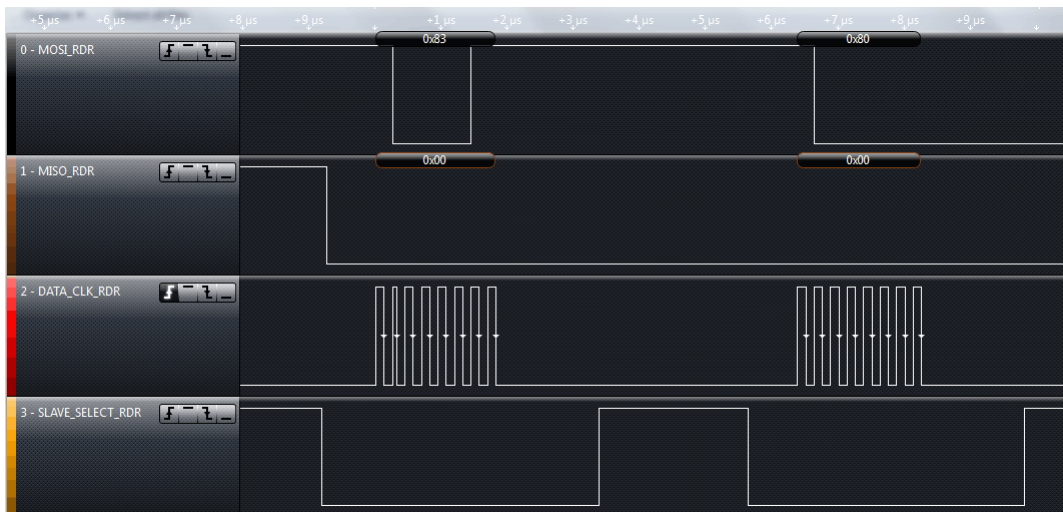 +5 µs +6 µs +7 µs +8 µs +9 µs +1 µs +2 µs +3 µs +4 µs +5 µs +6 µs +7 µs +8 µs +9 µs
0 - MOSI_RDR
0x83 0x80
1 - MISO_RDR
0x00 0x00
2 - DATA_CLK_RDR
3 - SLAVE_SELECT_RDR